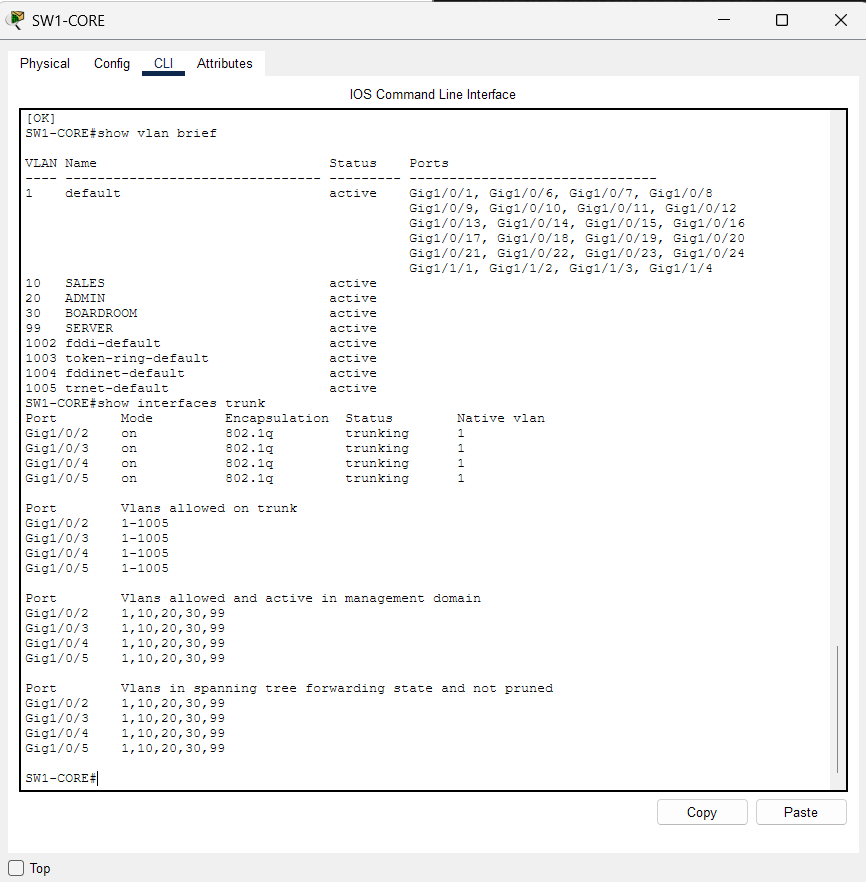 SW1-CORE
Physical Config CLI Attributes
IOS Command Line Interface
[OK]
SW1-CORE#show vlan brief
VLAN Name                             Status    Ports
---- -------------------------------- --------- -------------------------------
1    default                          active    Gig1/0/1, Gig1/0/6, Gig1/0/7, Gig1/0/8
                                                Gig1/0/9, Gig1/0/10, Gig1/0/11, Gig1/0/12
                                                Gig1/0/13, Gig1/0/14, Gig1/0/15, Gig1/0/16
                                                Gig1/0/17, Gig1/0/18, Gig1/0/19, Gig1/0/20
                                                Gig1/0/21, Gig1/0/22, Gig1/0/23, Gig1/0/24
                                                Gig1/1/1, Gig1/1/2, Gig1/1/3, Gig1/1/4
10   SALES                            active
20   ADMIN                            active
30   BOARDROOM                        active
99   SERVER                           active
1002 fddi-default                     active
1003 token-ring-default               active
1004 fddinet-default                  active
1005 trnet-default                    active
SW1-CORE#show interfaces trunk
Port        Mode         Encapsulation  Status        Native vlan
Gig1/0/2    on           802.1q         trunking      1
Gig1/0/3    on           802.1q         trunking      1
Gig1/0/4    on           802.1q         trunking      1
Gig1/0/5    on           802.1q         trunking      1
Port        Vlans allowed on trunk
Gig1/0/2    1-1005
Gig1/0/3    1-1005
Gig1/0/4    1-1005
Gig1/0/5    1-1005
Port        Vlans allowed and active in management domain
Gig1/0/2    1,10,20,30,99
Gig1/0/3    1,10,20,30,99
Gig1/0/4    1,10,20,30,99
Gig1/0/5    1,10,20,30,99
Port        Vlans in spanning tree forwarding state and not pruned
Gig1/0/2    1,10,20,30,99
Gig1/0/3    1,10,20,30,99
Gig1/0/4    1,10,20,30,99
Gig1/0/5    1,10,20,30,99
SW1-CORE#
Copy Paste
Top